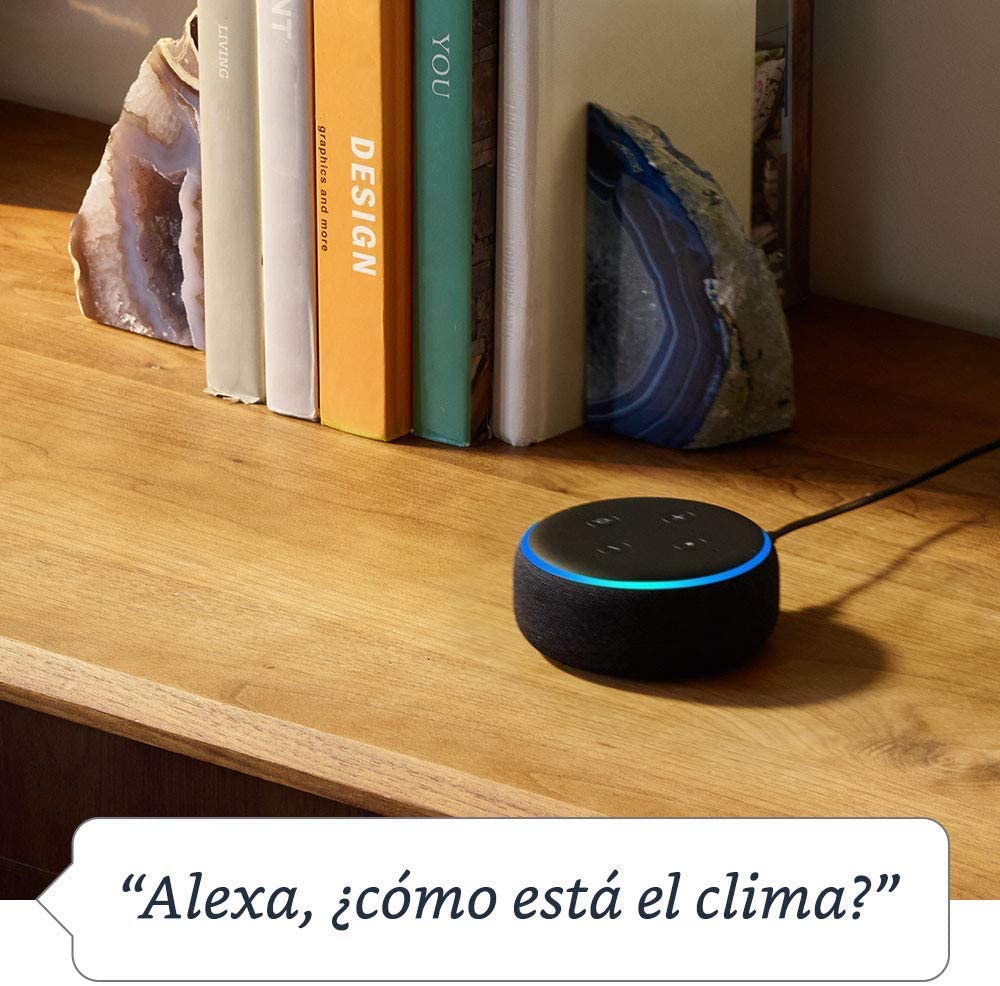 LIVING
NT
DESIGN
graphics and more
YOU
“Alexa, ¿cómo está el clima?”